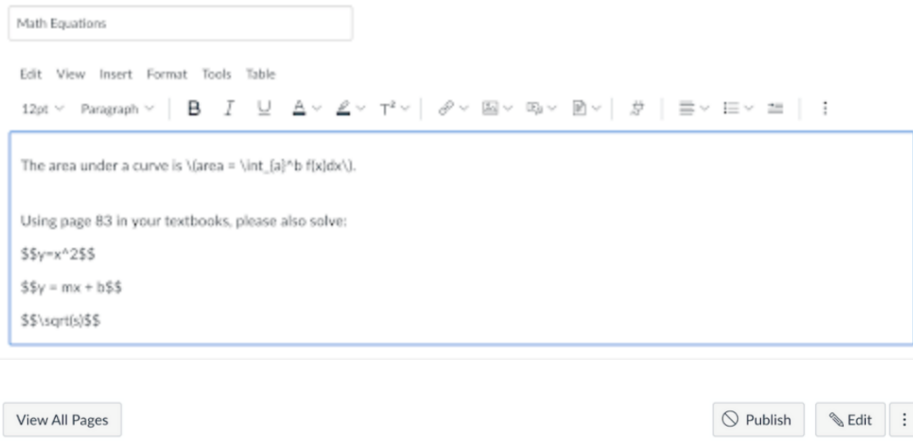 Math Equations
Edit View Insert Format Tools Table
12pt Paragraph B I U A T²
The area under a curve is \(area = \int_{a}^b f(x)dx\).
Using page 83 in your textbooks, please also solve:
$$y=x^2$$
$$y = mx + b$$
$$\sqrt(s)$$
View All Pages
Publish Edit